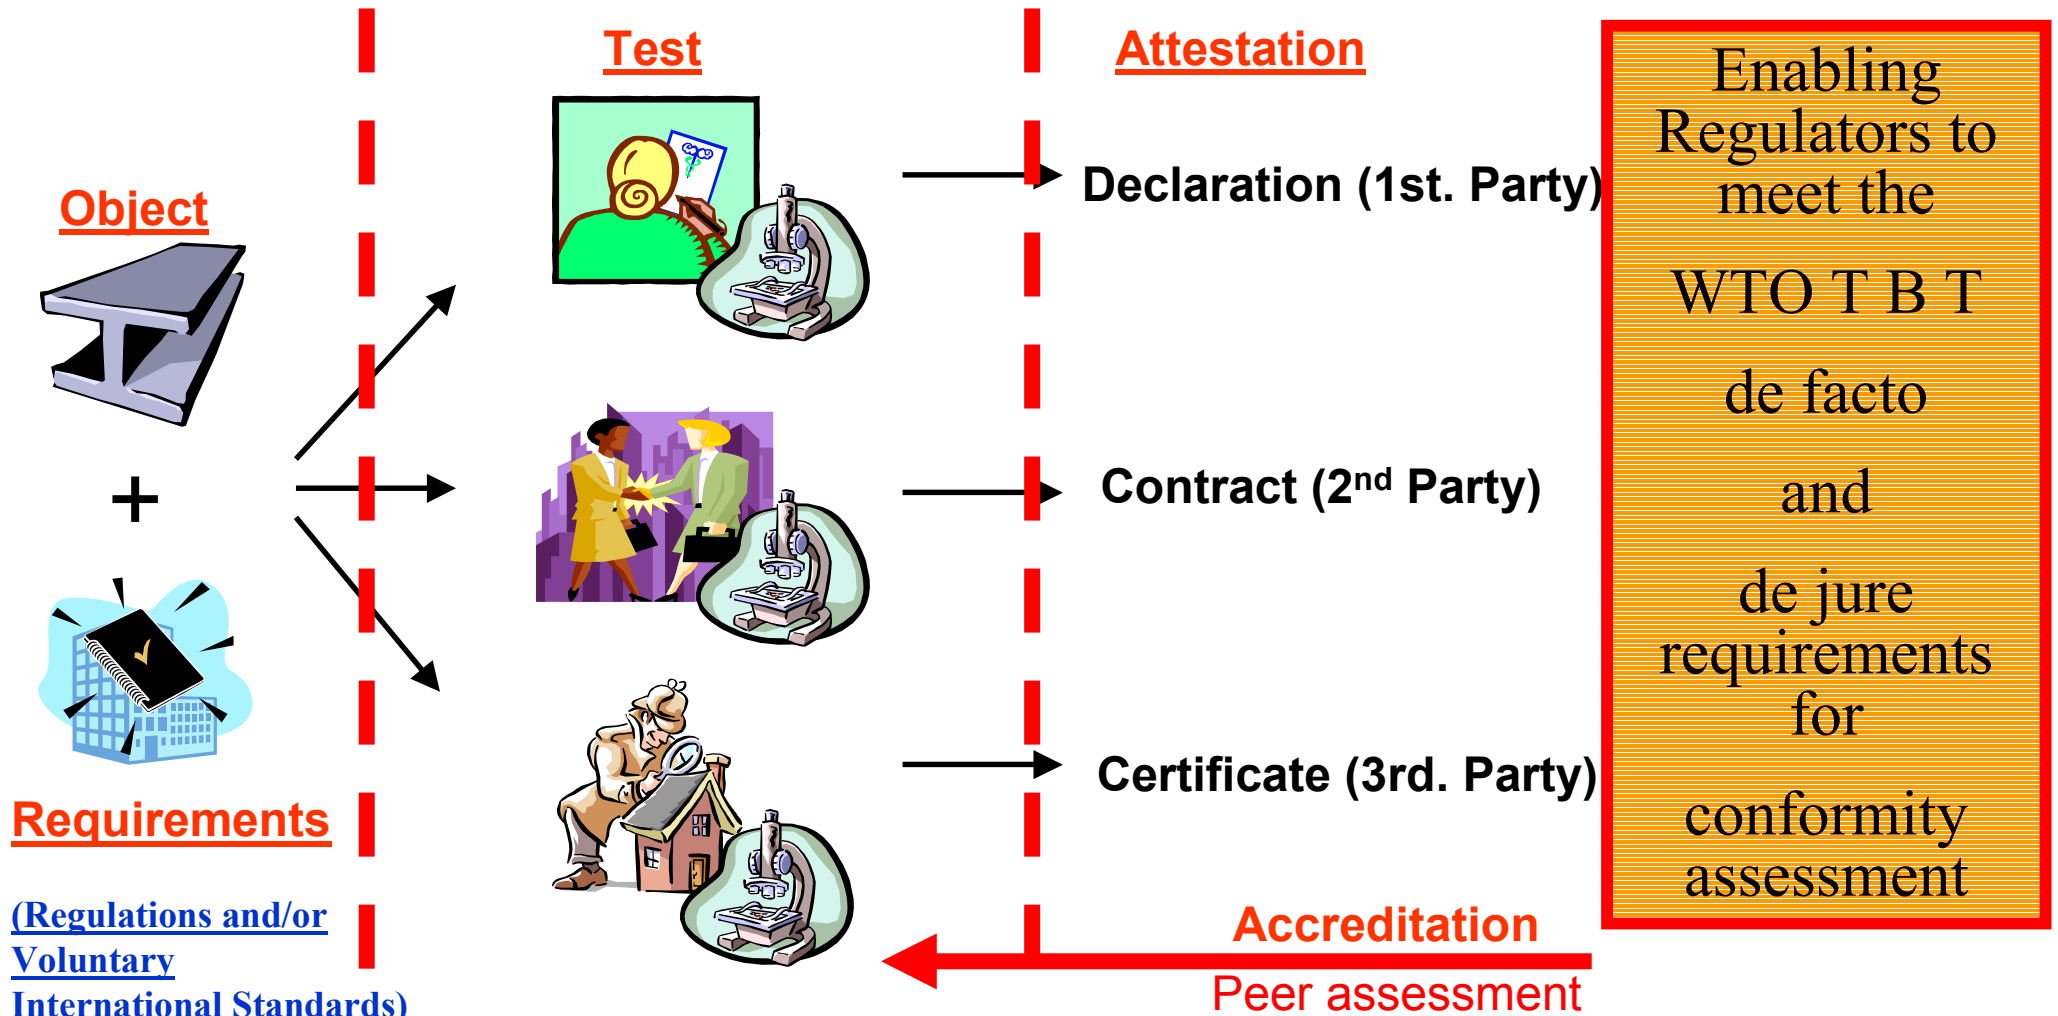 Object
+
Requirements
(Regulations and/or
Voluntary
International Standards)
Test
Attestation
Declaration (1st. Party)
Contract (2nd Party)
Certificate (3rd. Party)
Accreditation
Peer assessment
Enabling
Regulators to
meet the
WTO T B T
de facto
and
de jure
requirements
for
conformity
assessment